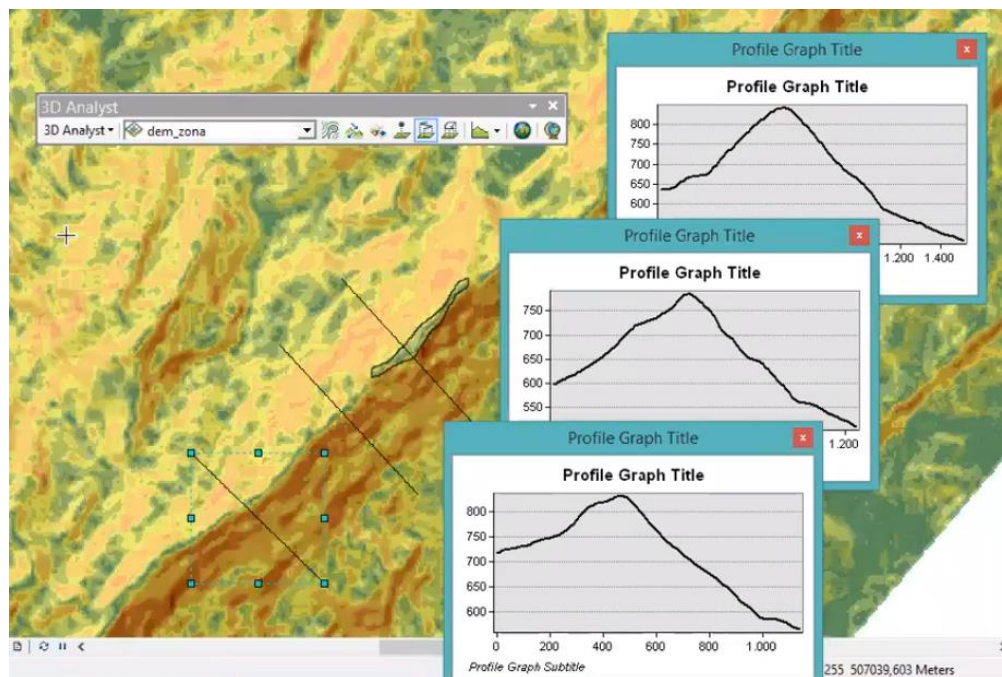 3D Analyst
3D Analyst
dem_zona
Profile Graph Title
Profile Graph Title
800
750
700
650
600
1.200 1.400
Profile Graph Title
Profile Graph Title
750
700
650
600
550
1.200
Profile Graph Title
Profile Graph Title
800
750
700
650
600
0 200 400 600 800 1.000
Profile Graph Subtitle
255 507039,603 Meters